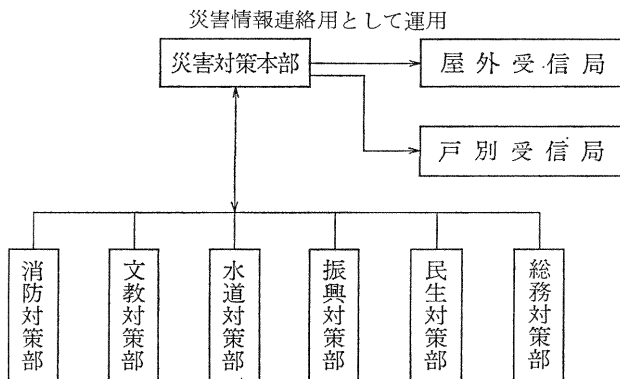 災害情報連絡用として運用
災害対策本部
屋外受信局
戸別受信局
消防対策部
文教対策部
水道対策部
振興対策部
民生対策部
総務対策部